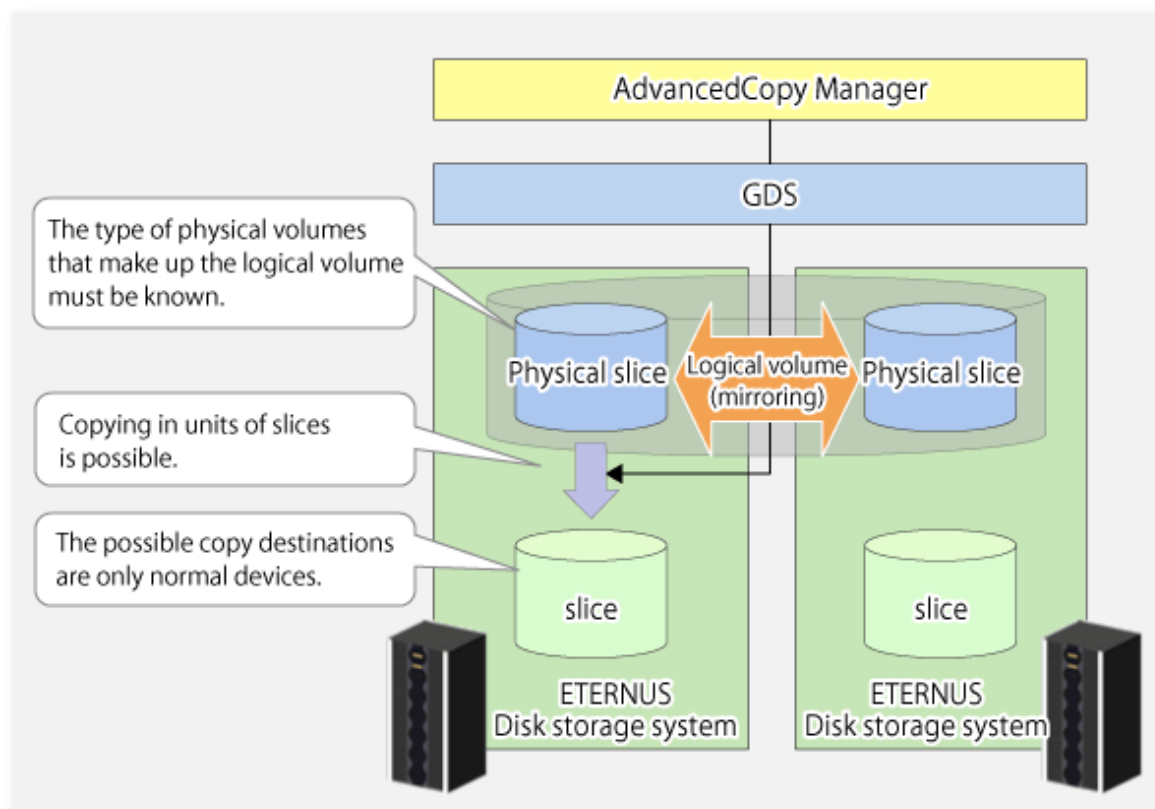 AdvancedCopy Manager
GDS
The type of physical volumes
that make up the logical volume
must be known.
Physical slice
Logical volume
(mirroring)
Physical slice
Copying in units of slices
is possible.
The possible copy destinations
are only normal devices.
slice
slice
ETERNUS
Disk storage system
ETERNUS
Disk storage system